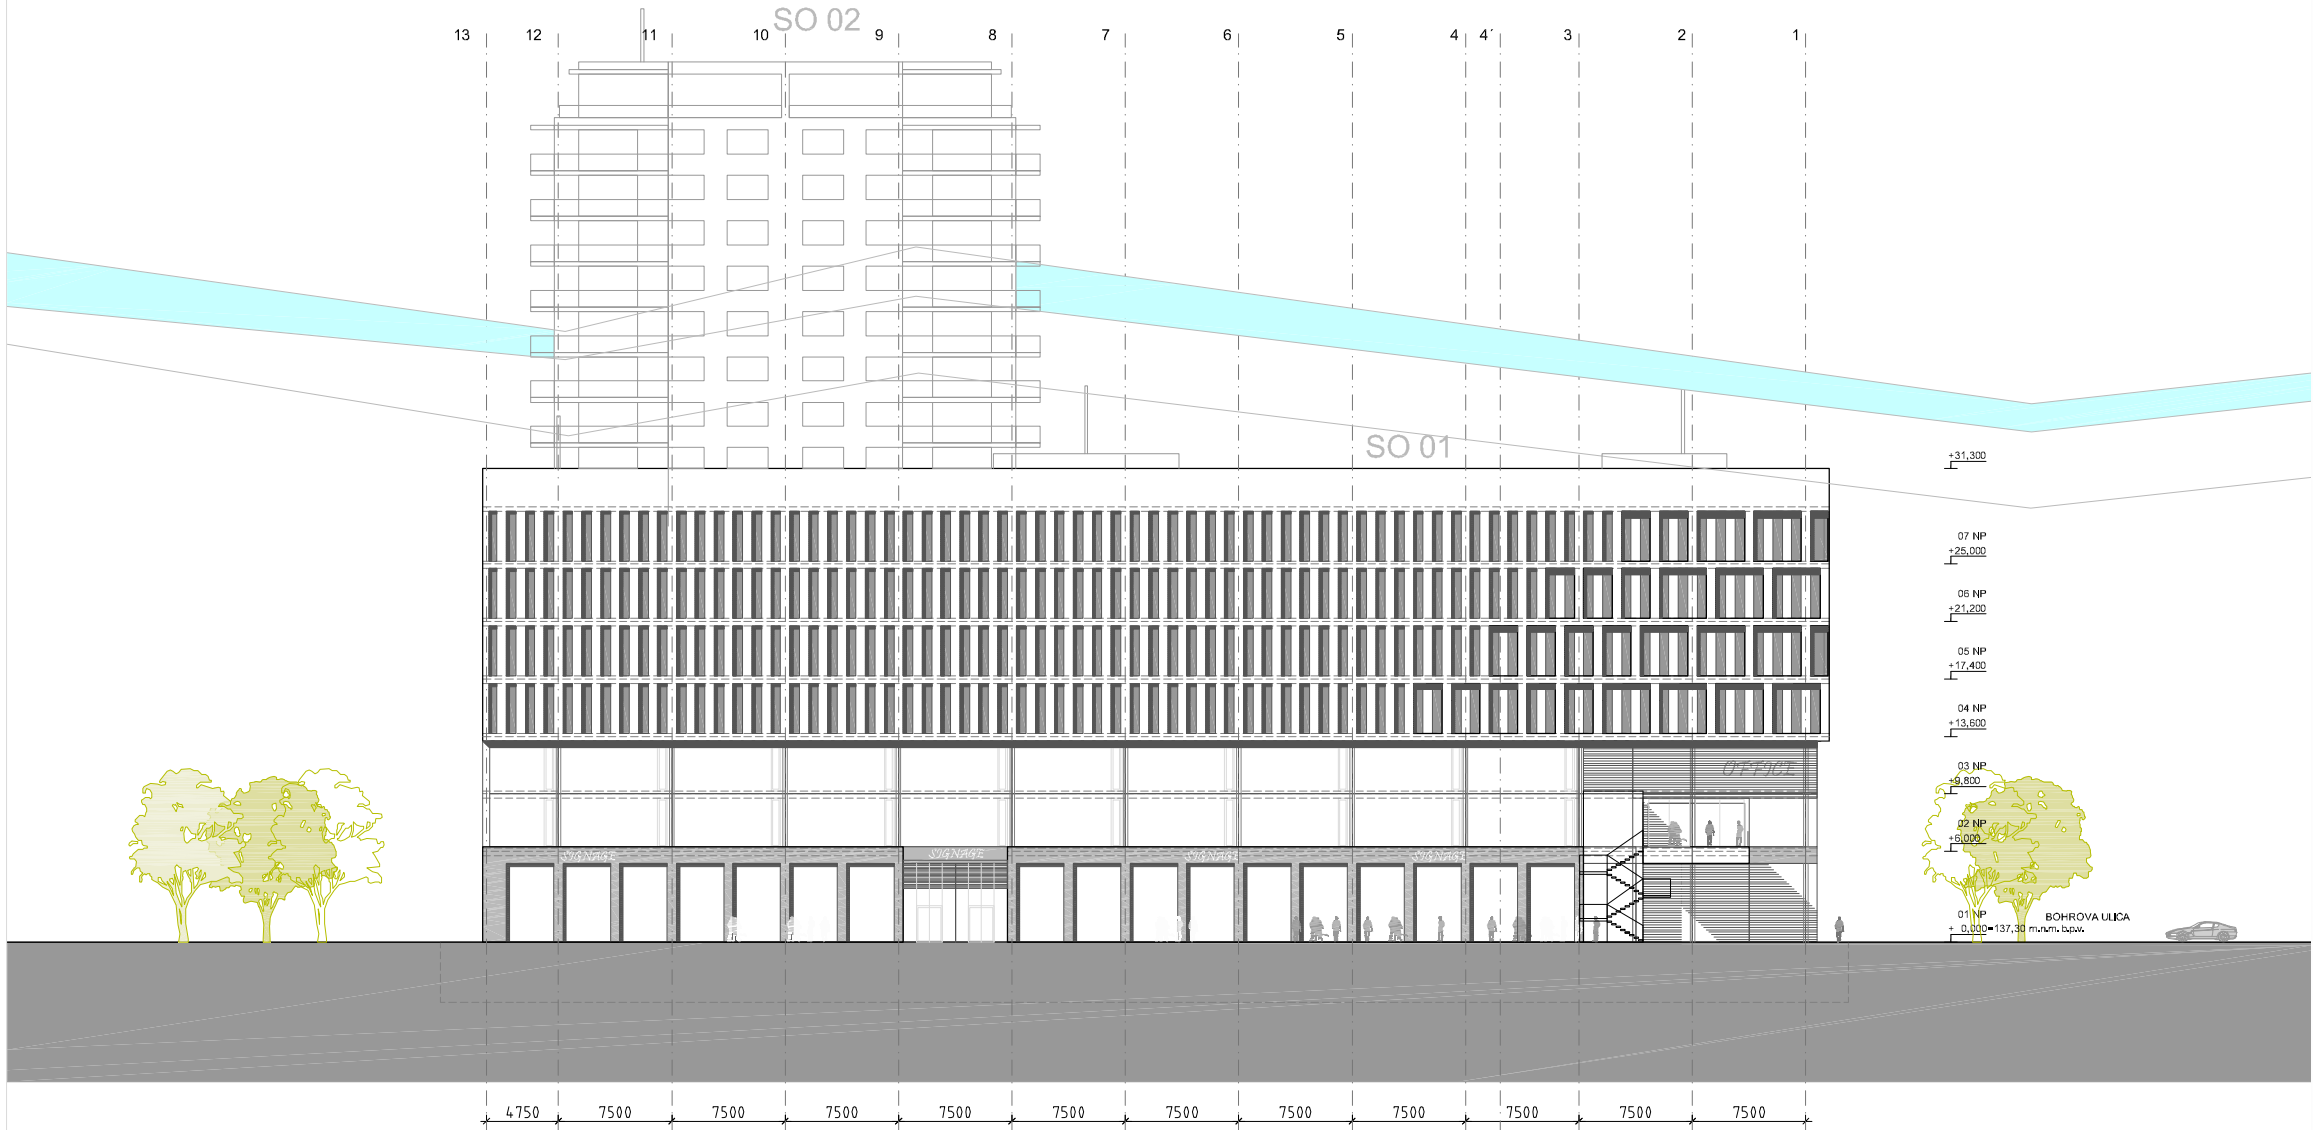 SO 02
13 12 11 10 9 8 7 6 5 4 4´ 3 2 1
SO 01
+31,300
07 NP
+25,000
06 NP
+21,200
05 NP
+17,400
04 NP
+13,600
03 NP
+9,800
OFFICE
02 NP
+6,000
SIGNAGE SIGNAGE SIGNAGE SIGNAGE
01 NP
BOHROVA ULICA
+ 0,000=137,30 m.n.m. b.p.v.
4750 7500 7500 7500 7500 7500 7500 7500 7500 7500 7500 7500